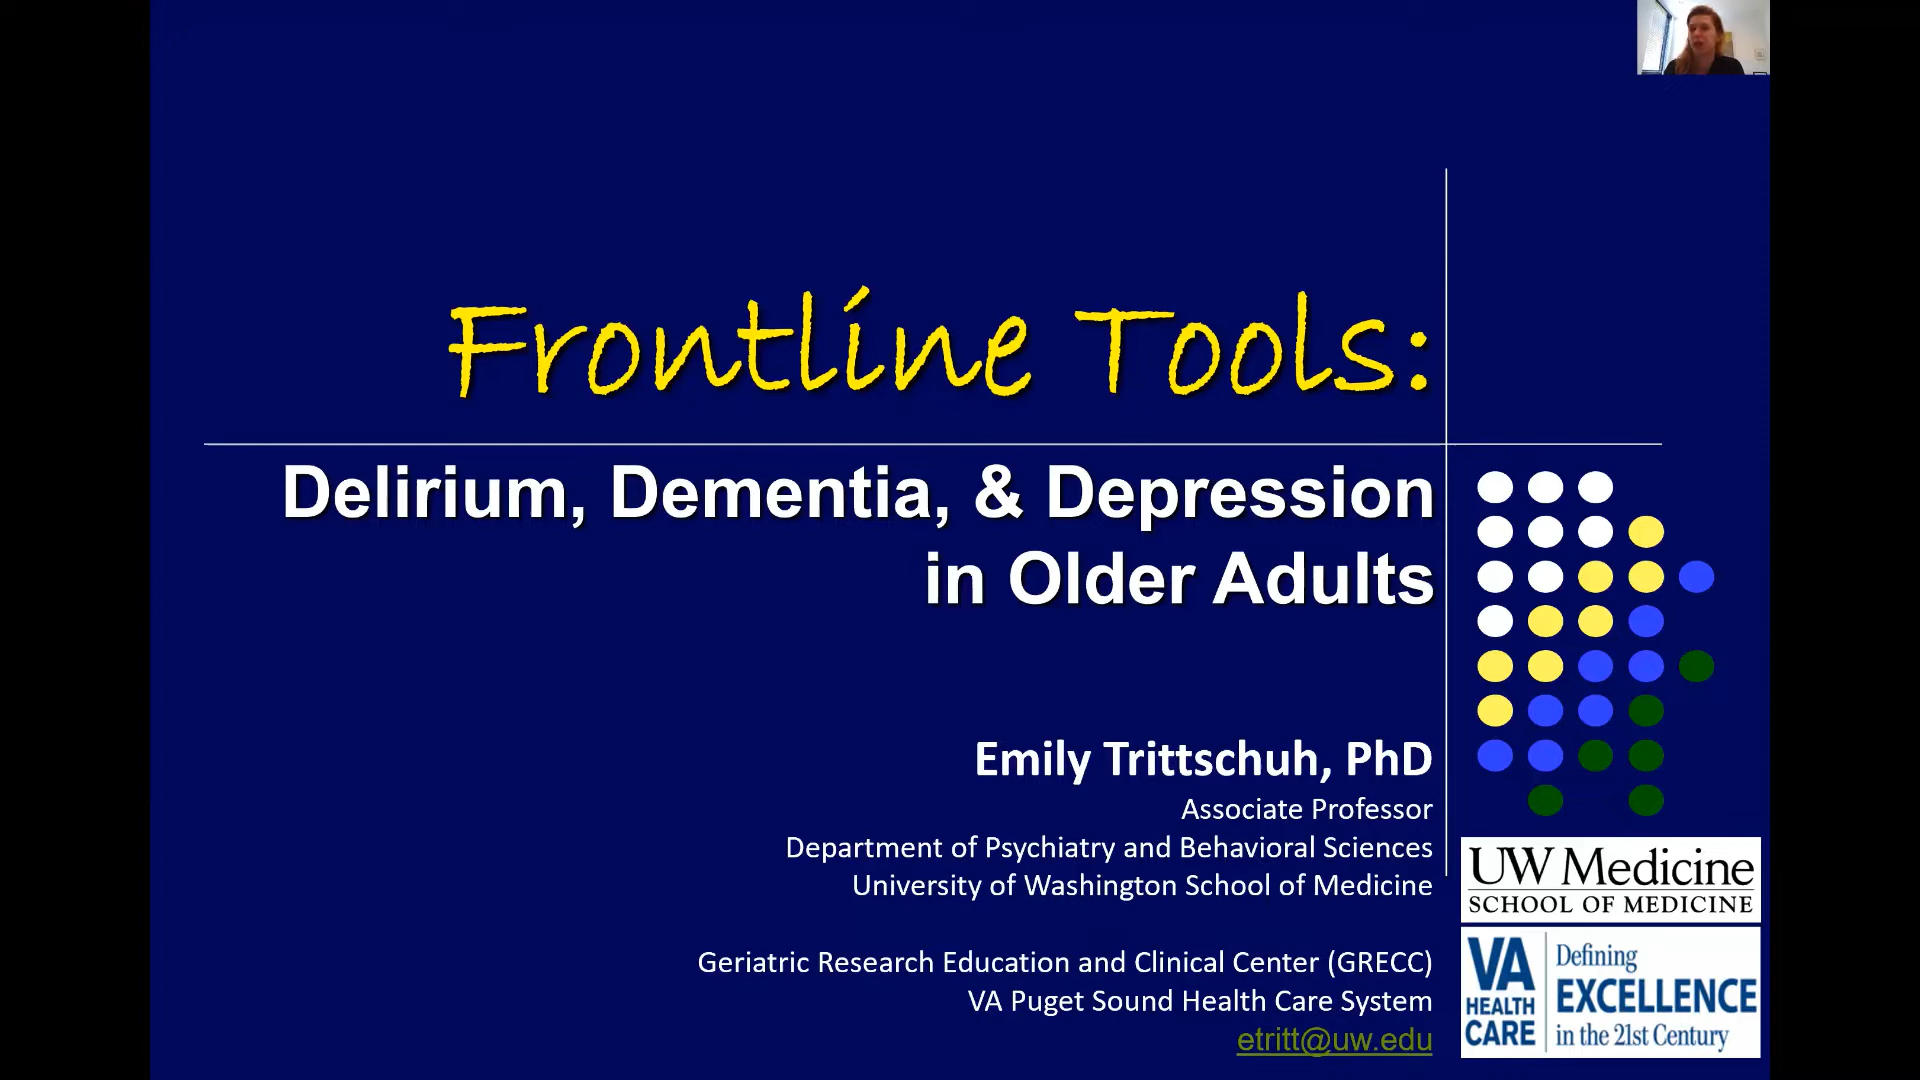 Frontline Tools:
Delirium, Dementia, & Depression
in Older Adults
Emily Trittschuh, PhD
Associate Professor
Department of Psychiatry and Behavioral Sciences
University of Washington School of Medicine
Geriatric Research Education and Clinical Center (GRECC)
VA Puget Sound Health Care System
etritt@uw.edu
UW Medicine
SCHOOL OF MEDICINE
VA
HEALTH
CARE
Defining
EXCELLENCE
in the 21st Century